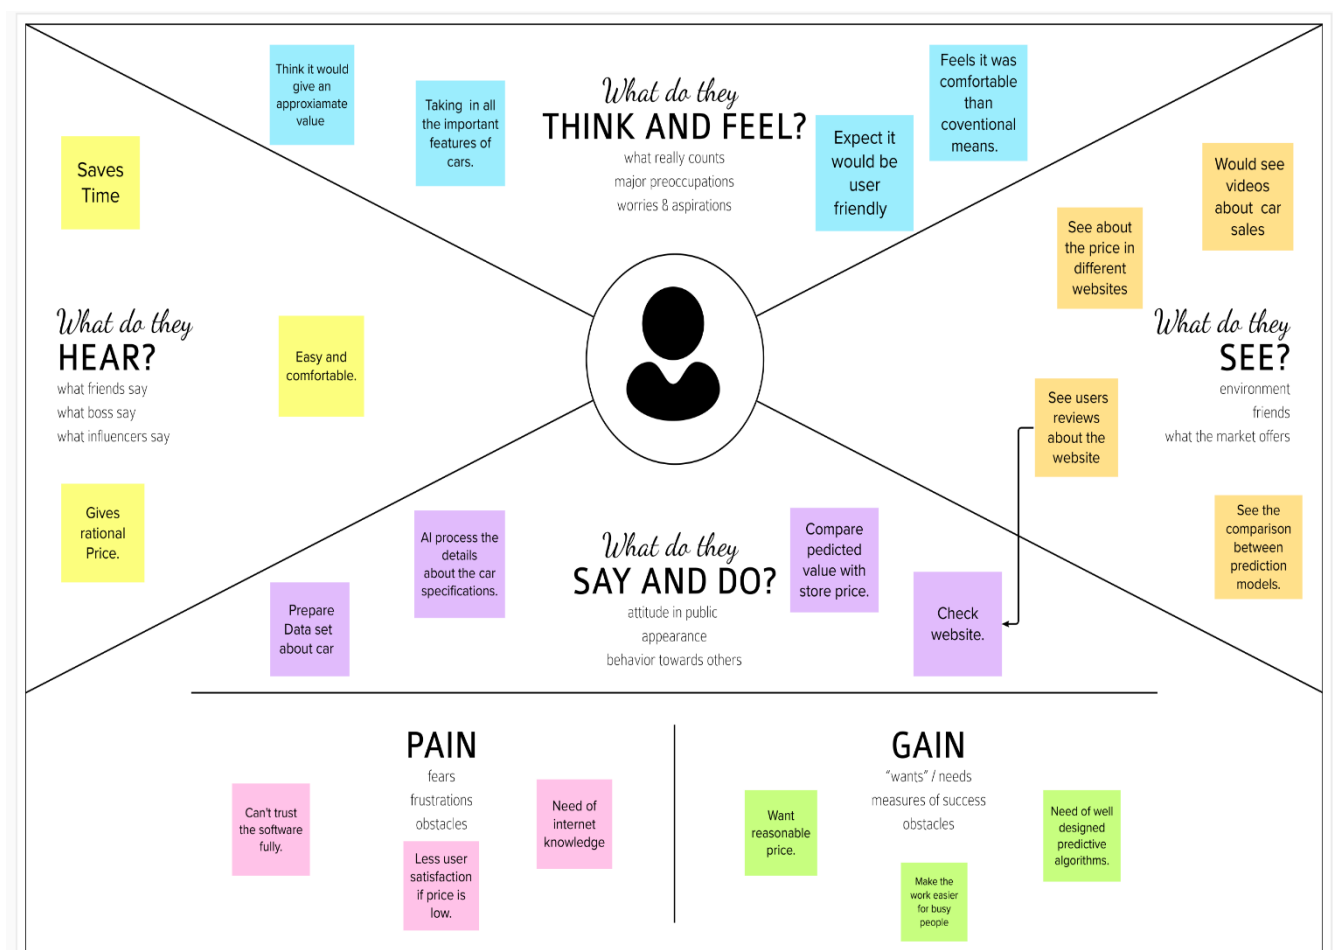 Think it would
give an
approxiamate
value
Taking in all
the important
features of
cars.
What do they
THINK AND FEEL?
what really counts
major preoccupations
worries & aspirations
Expect it
would be
user
friendly
Feels it was
comfortable
than
coventional
means.
Saves
Time
What do they
HEAR?
what friends say
what boss say
what influencers say
Easy and
comfortable.
Gives
rational
Price.
Would see
videos
about car
sales
See about
the price in
different
websites
What do they
SEE?
environment
friends
what the market offers
See users
reviews
about the
website
See the
comparison
between
prediction
models.
Prepare
Data set
about car
AI process the
details
about the car
specifications.
What do they
SAY AND DO?
attitude in public
appearance
behavior towards others
Compare
pedicted
value with
store price.
Check
website.
PAIN
fears
frustrations
obstacles
Can't trust
the software
fully.
Less user
satisfaction
if price is
low.
Need of
internet
knowledge
GAIN
“wants” / needs
measures of success
obstacles
Want
reasonable
price.
Make the
work easier
for busy
people
Need of well
designed
predictive
algorithms.